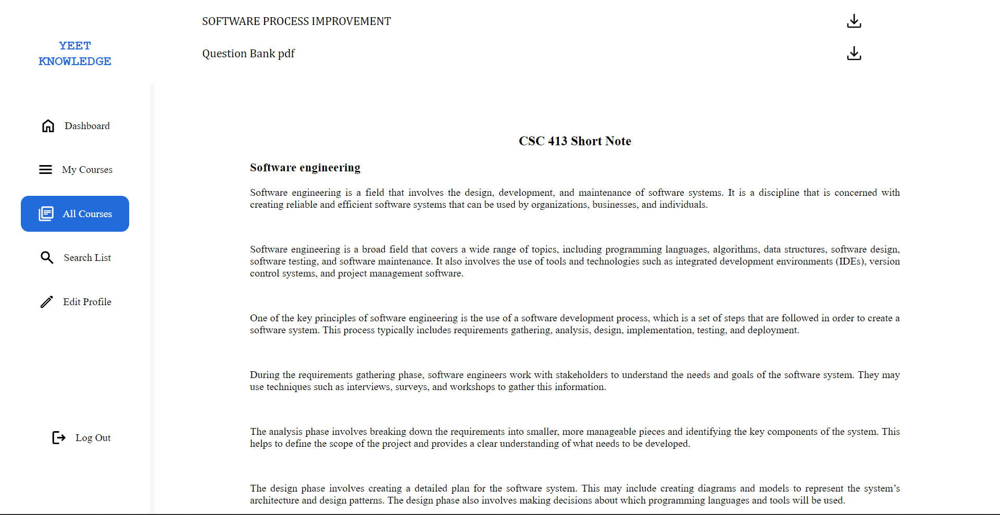 YEET
KNOWLEDGE
Dashboard
My Courses
All Courses
Search List
Edit Profile
Log Out
SOFTWARE PROCESS IMPROVEMENT
Question Bank pdf
CSC 413 Short Note
Software engineering
Software engineering is a field that involves the design, development, and maintenance of software systems. It is a discipline that is concerned with
creating reliable and efficient software systems that can be used by organizations, businesses, and individuals.
Software engineering is a broad field that covers a wide range of topics, including programming languages, algorithms, data structures, software design,
software testing, and software maintenance. It also involves the use of tools and technologies such as integrated development environments (IDEs), version
control systems, and project management software.
One of the key principles of software engineering is the use of a software development process, which is a set of steps that are followed in order to create a
software system. This process typically includes requirements gathering, analysis, design, implementation, testing, and deployment.
During the requirements gathering phase, software engineers work with stakeholders to understand the needs and goals of the software system. They may
use techniques such as interviews, surveys, and workshops to gather this information.
The analysis phase involves breaking down the requirements into smaller, more manageable pieces and identifying the key components of the system. This
helps to define the scope of the project and provides a clear understanding of what needs to be developed.
The design phase involves creating a detailed plan for the software system. This may include creating diagrams and models to represent the system’s
architecture and design patterns. The design phase also involves making decisions about which programming languages and tools will be used.